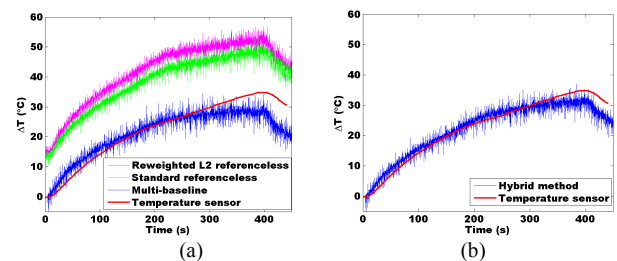 60
50
40
30
20
10
0
ΔT (°C)
Reweighted L2 referenceless
Standard referenceless
Multi-baseline
Temperature sensor
0 100 200 300 400
Time (s)
(a)
60
50
40
30
20
10
0
ΔT (°C)
Hybrid method
Temperature sensor
0 100 200 300 400
Time (s)
(b)